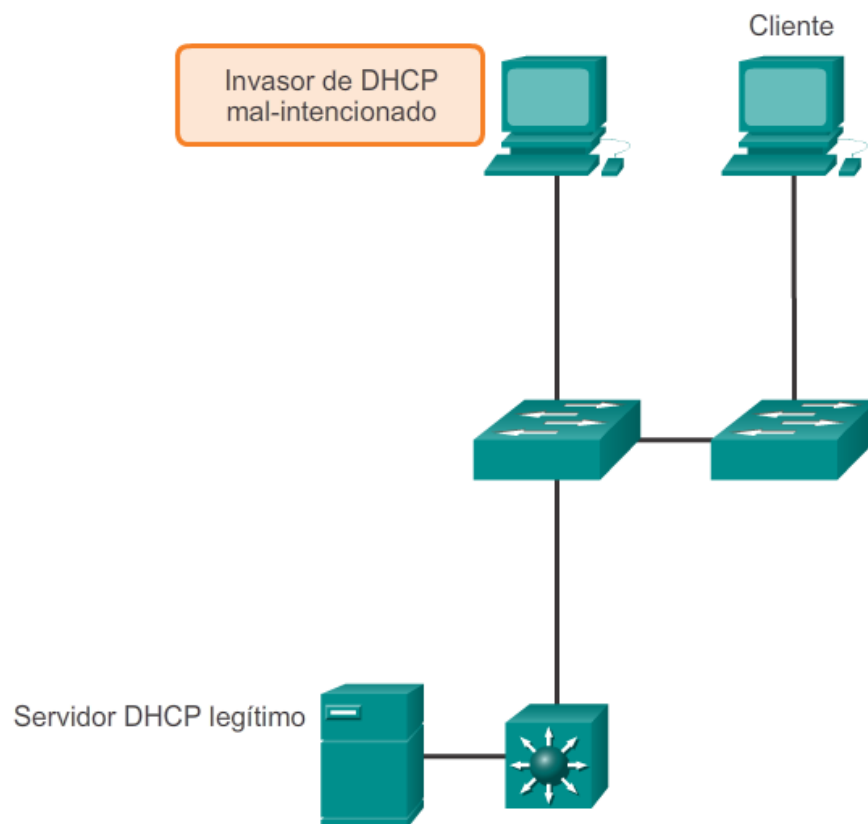 Cliente
Invasor de DHCP
mal-intencionado
Servidor DHCP legítimo